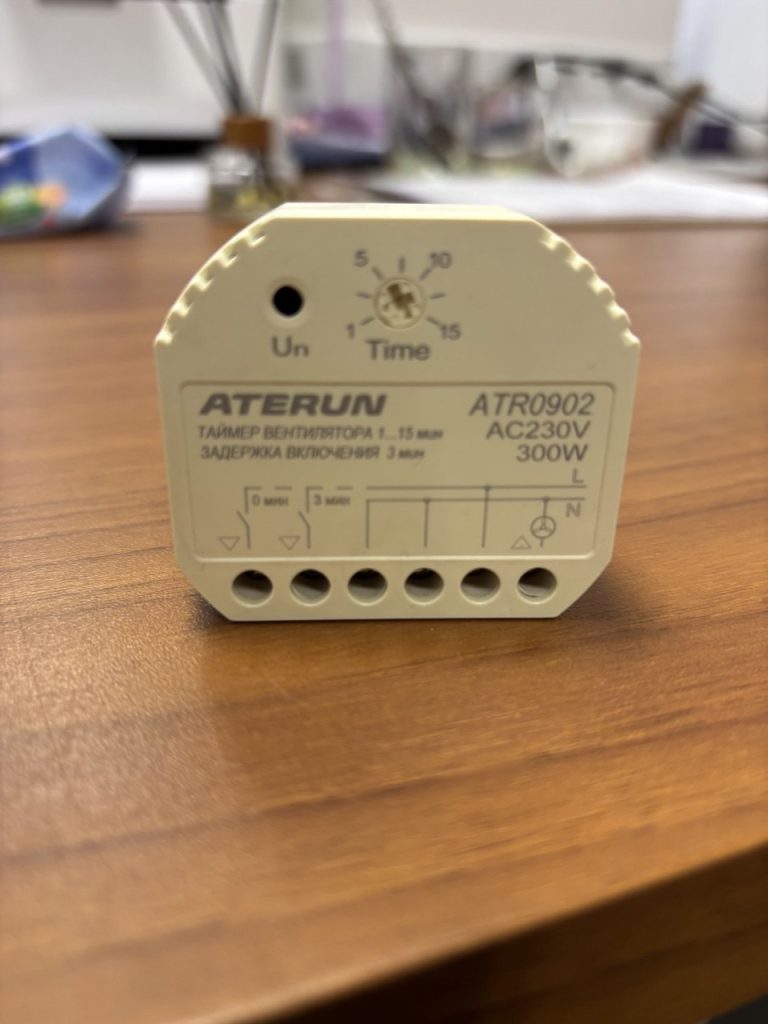 5 10
1 15
Un Time
ATERUN ATR0902
ТАЙМЕР ВЕНТИЛЯТОРА 1...15 мин AC230V
ЗАДЕРЖКА ВКЛЮЧЕНИЯ 3 мин 300W
L
0 мин 3 мин N